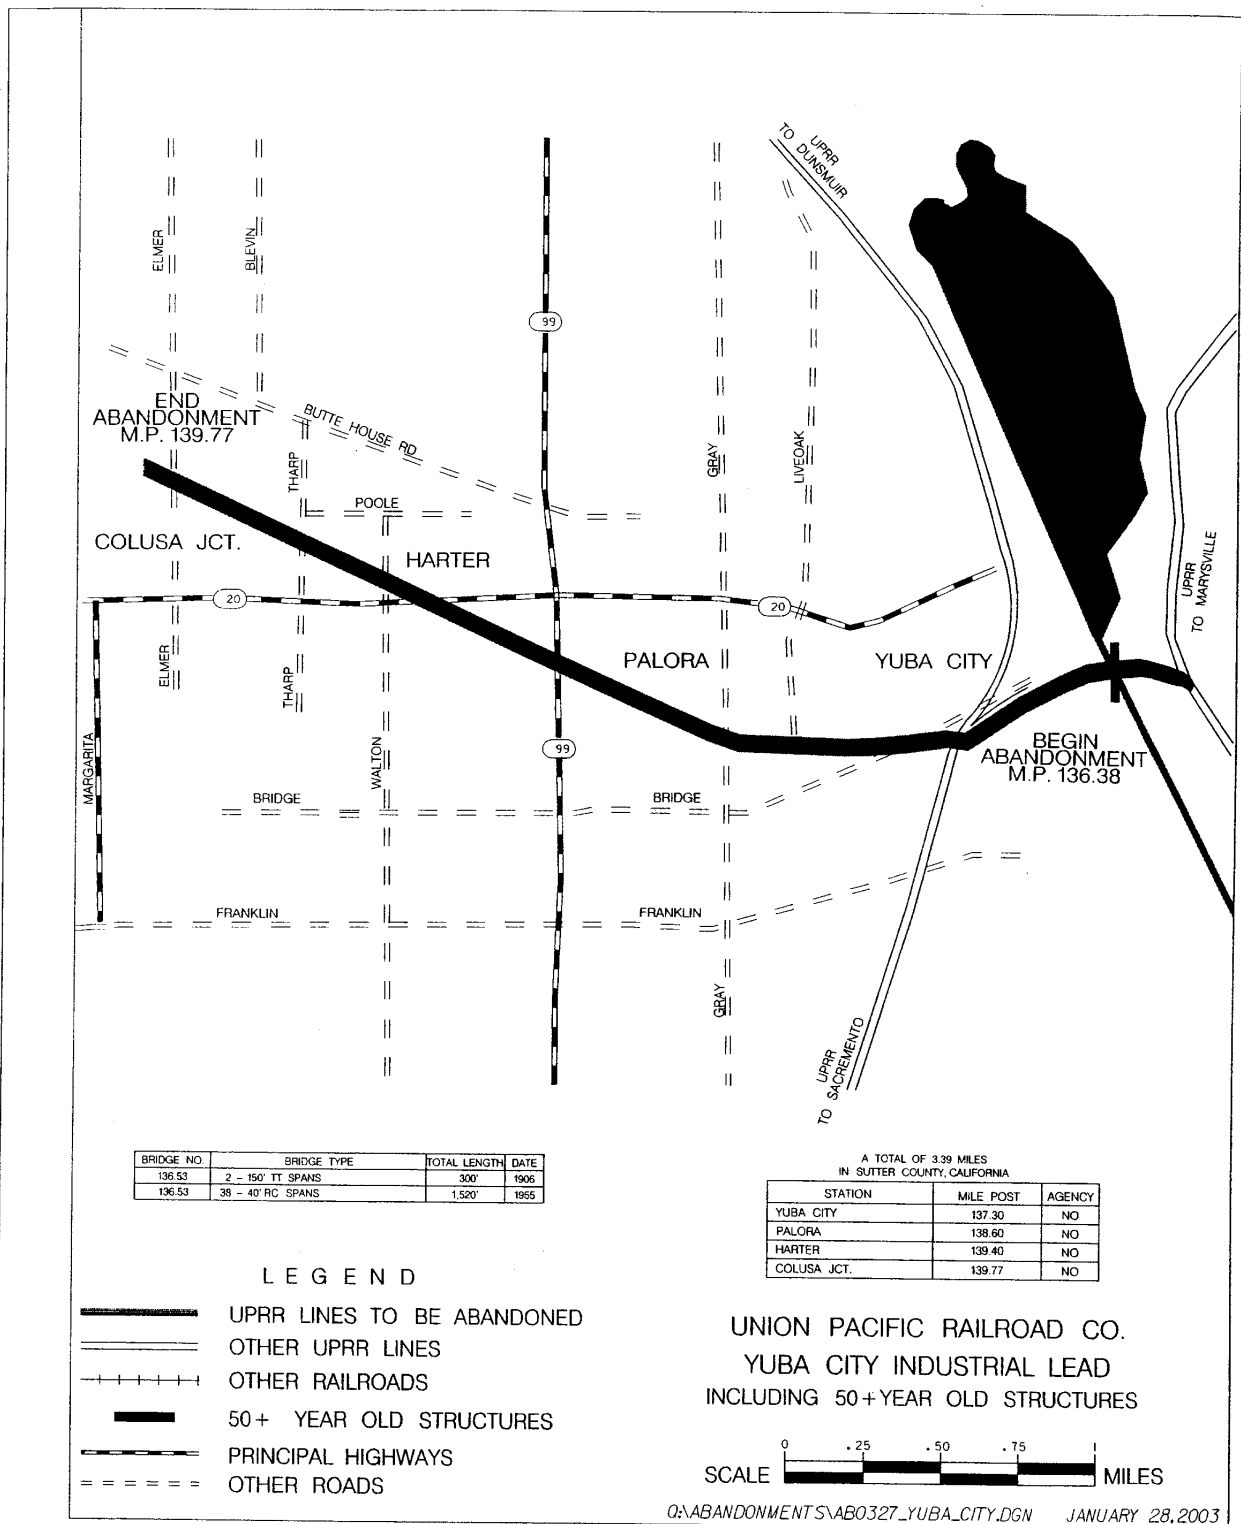 UPRR
TO DUNSMUIR
ELMER
BLEVIN
99
END
ABANDONMENT
M.P. 139.77
BUTTE HOUSE RD
THARP
POOLE
GRAY
LIVEOAK
COLUSA JCT.
HARTER
UPRR
TO MARYSVILLE
20
20
ELMER
THARP
PALORA
YUBA CITY
MARGARITA
WALTON
99
BEGIN
ABANDONMENT
M.P. 136.38
BRIDGE
BRIDGE
FRANKLIN
FRANKLIN
GRAY
UPRR
TO SACREMENTO
BRIDGE NO. BRIDGE TYPE TOTAL LENGTH DATE
136.53 2 - 150' TT SPANS 300' 1906
136.53 38 - 40' RC SPANS 1,520' 1955
A TOTAL OF 3.39 MILES
IN SUTTER COUNTY, CALIFORNIA
STATION MILE POST AGENCY
YUBA CITY 137.30 NO
PALORA 138.60 NO
HARTER 139.40 NO
COLUSA JCT. 139.77 NO
LEGEND
UPRR LINES TO BE ABANDONED
OTHER UPRR LINES
OTHER RAILROADS
50+ YEAR OLD STRUCTURES
PRINCIPAL HIGHWAYS
OTHER ROADS
UNION PACIFIC RAILROAD CO.
YUBA CITY INDUSTRIAL LEAD
INCLUDING 50+YEAR OLD STRUCTURES
0 .25 .50 .75 1
SCALE MILES
Q:\ABANDONMENTS\AB0327_YUBA_CITY.DGN JANUARY 28,2003